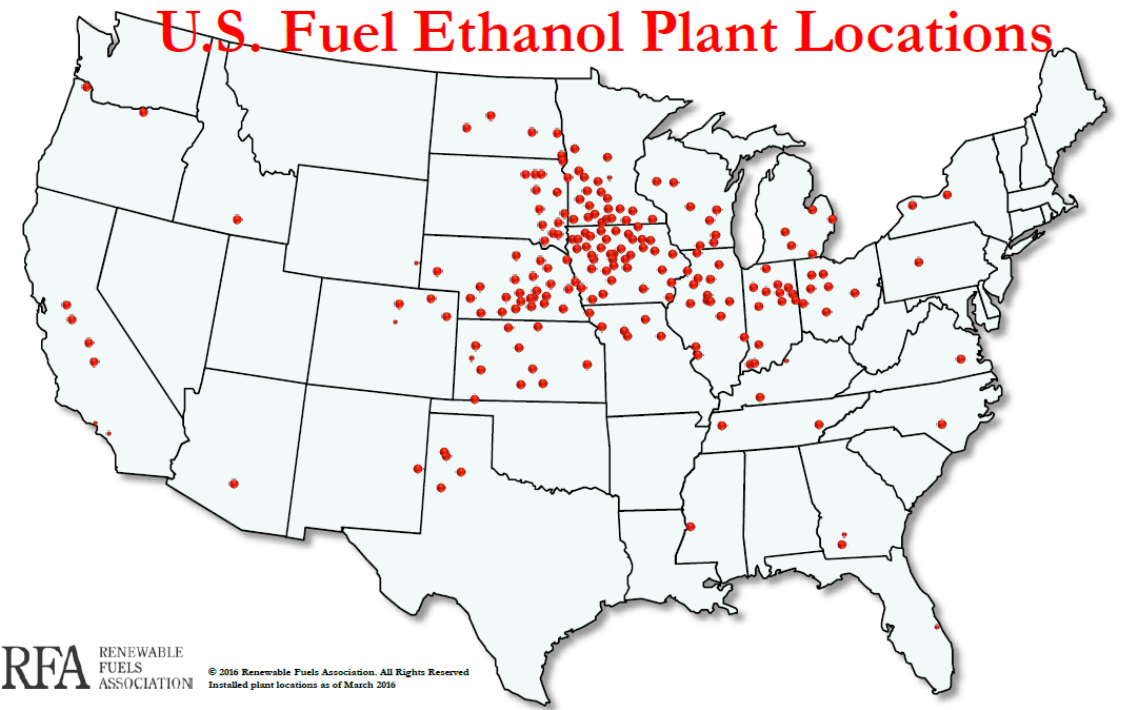 U.S. Fuel Ethanol Plant Locations
RFA
RENEWABLE
FUELS
ASSOCIATION
© 2016 Renewable Fuels Association. All Rights Reserved
Installed plant locations as of March 2016